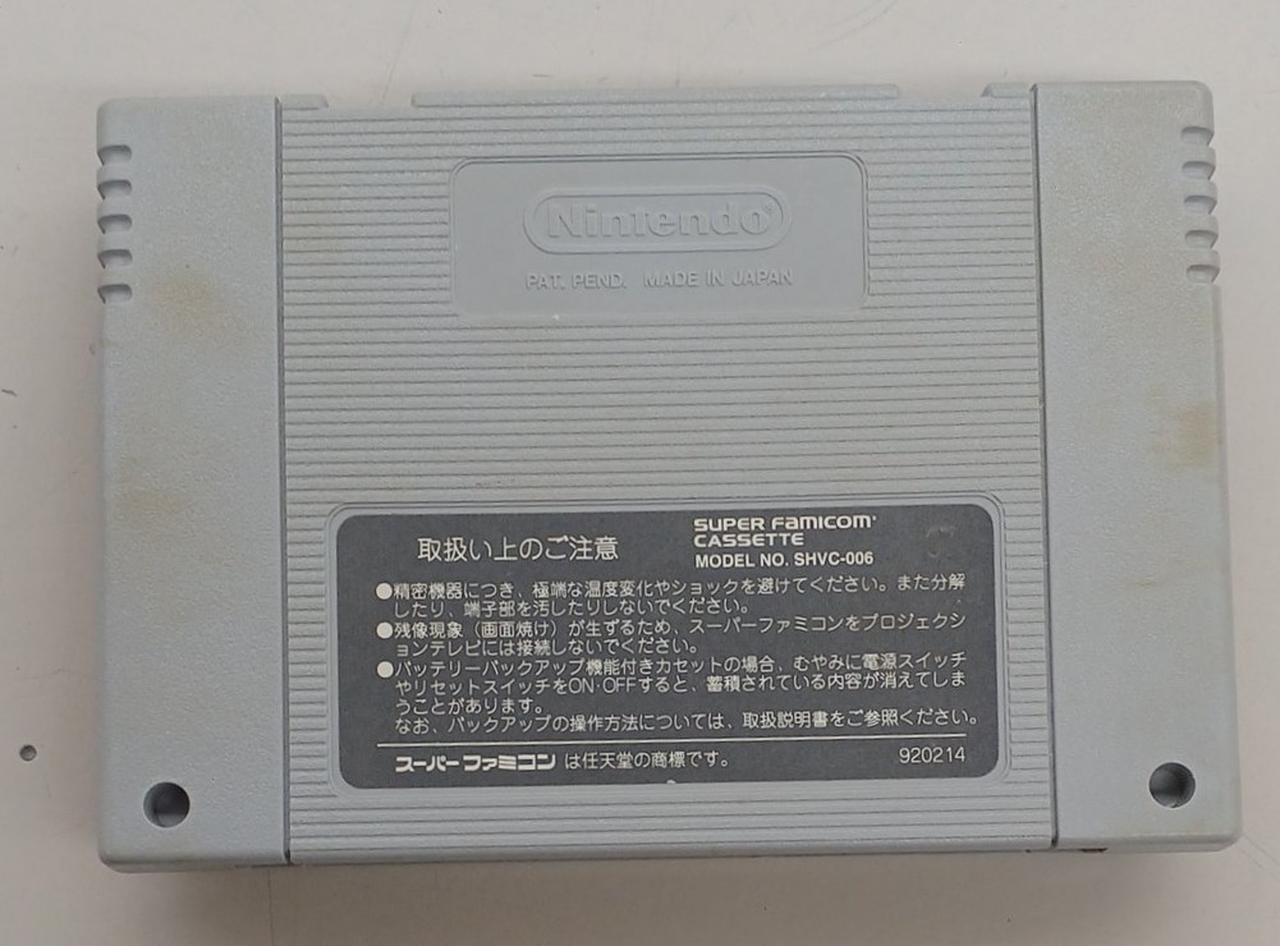 Nintendo®
PAT. PEND. MADE IN JAPAN
取扱い上のご注意
SUPER FAMICOM
CASSETTE
MODEL NO. SHVC-006
●精密機器につき、極端な温度変化やショックを避けてください。また分解
したり、端子部を汚したりしないでください。
●残像現象（画面焼け）が生ずるため、スーパーファミコンをプロジェクシ
ョンテレビには接続しないでください。
●バッテリーバックアップ機能付きカセットの場合、むやみに電源スイッチ
やリセットスイッチをON・OFFすると、蓄積されている内容が消えてしま
うことがあります。
なお、バックアップの操作方法については、取扱説明書をご参照ください。
スーパーファミコン は任天堂の商標です。
920214